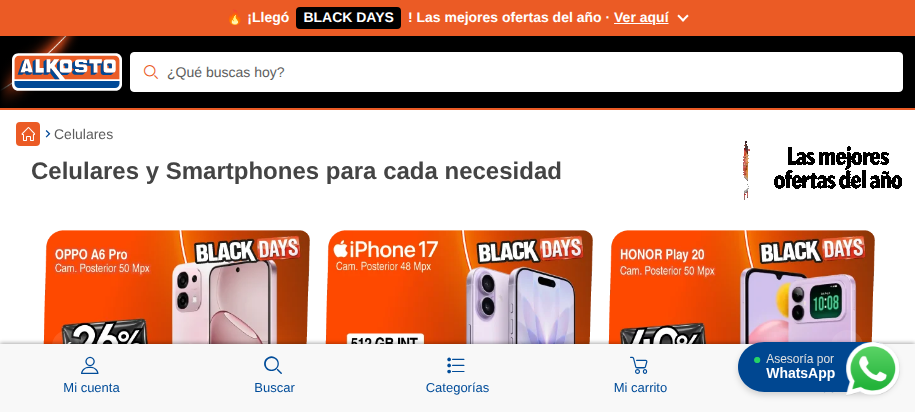 ¡Llegó BLACK DAYS ! Las mejores ofertas del año · Ver aquí
ALKOSTO
¿Qué buscas hoy?
Celulares
Celulares y Smartphones para cada necesidad
Las mejores
ofertas del año
OPPO A6 Pro
Cam. Posterior 50 Mpx
BLACK DAYS
26%
iPhone 17
Cam. Posterior 48 Mpx
BLACK DAYS
512 GB INT
HONOR Play 20
Cam. Posterior 50 Mpx
BLACK DAYS
10:08
40%
Mi cuenta
Buscar
Categorías
Mi carrito
Asesoría por
WhatsApp